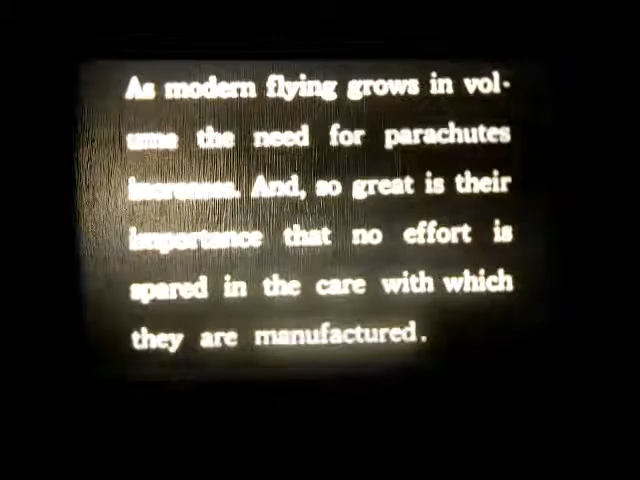 As modern flying grows in vol-
ume the need for parachutes
increases. And, so great is their
importance that no effort is
spared in the care with which
they are manufactured.